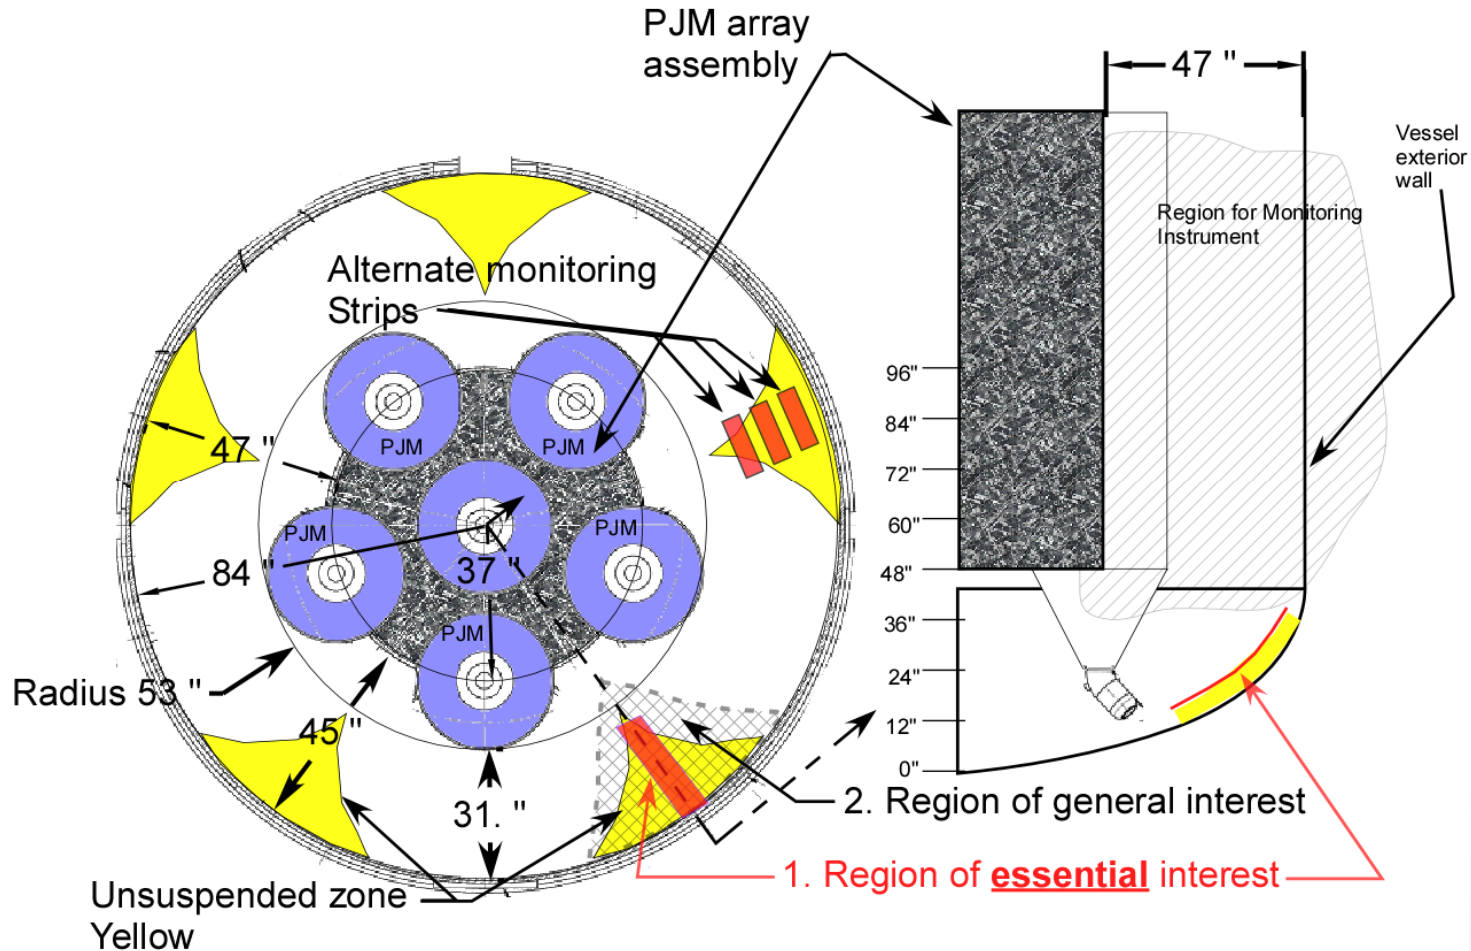 PJM array
assembly
47 "
Vessel
exterior
wall
Region for Monitoring
Instrument
Alternate monitoring
Strips
PJM
PJM
47 "
PJM
PJM
84 "
37 "
PJM
Radius 53 "
45 "
31. "
96"
84"
72"
60"
48"
36"
24"
12"
0"
2. Region of general interest
1. Region of essential interest
Unsuspended zone
Yellow